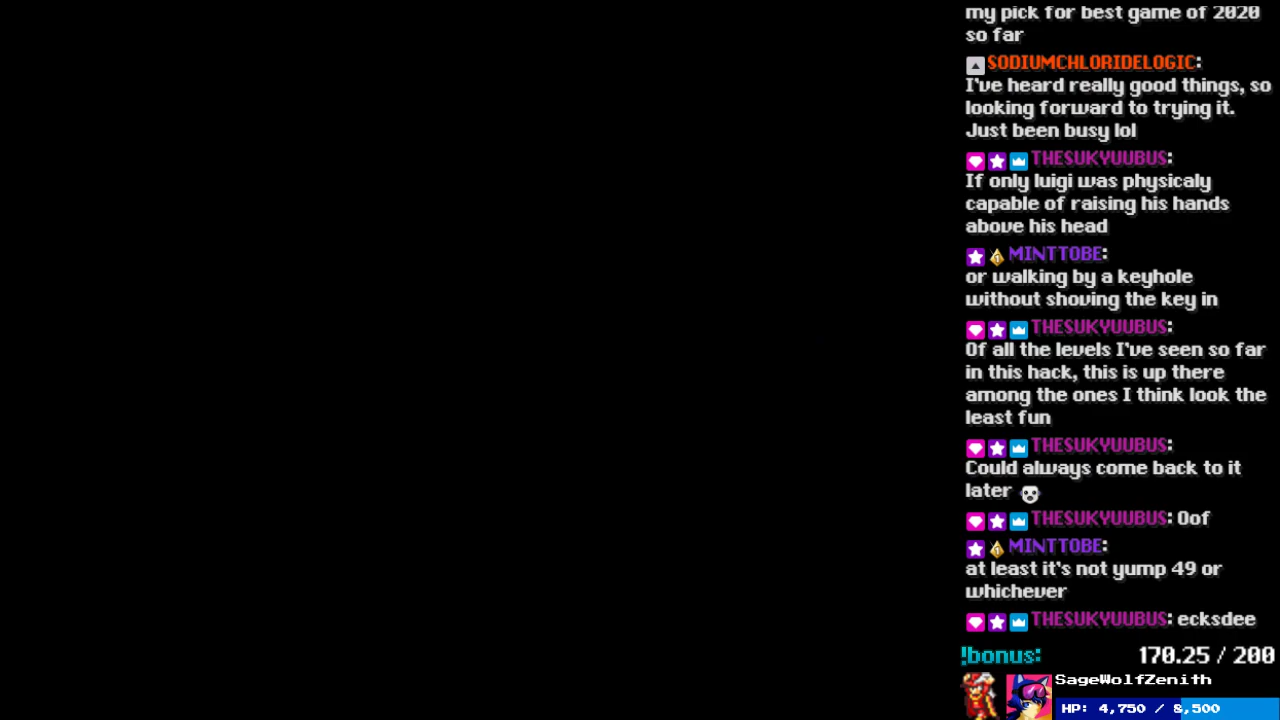 my pick for best game of 2020
so far
SODIUMCHLORIDELOGIC:
I've heard really good things, so
looking forward to trying it.
Just been busy lol
THESUKYUUBUS:
If only luigi was physicaly
capable of raising his hands
above his head
MINTTOBE:
or walking by a keyhole
without shoving the key in
THESUKYUUBUS:
Of all the levels I've seen so far
in this hack, this is up there
among the ones I think look the
least fun
THESUKYUUBUS:
Could always come back to it
later
THESUKYUUBUS: Oof
MINTTOBE:
at least it's not yump 49 or
whichever
THESUKYUUBUS: ecksdee
!bonus: 170.25 / 200
SageWolfZenith
HP: 4,750 / 8,500